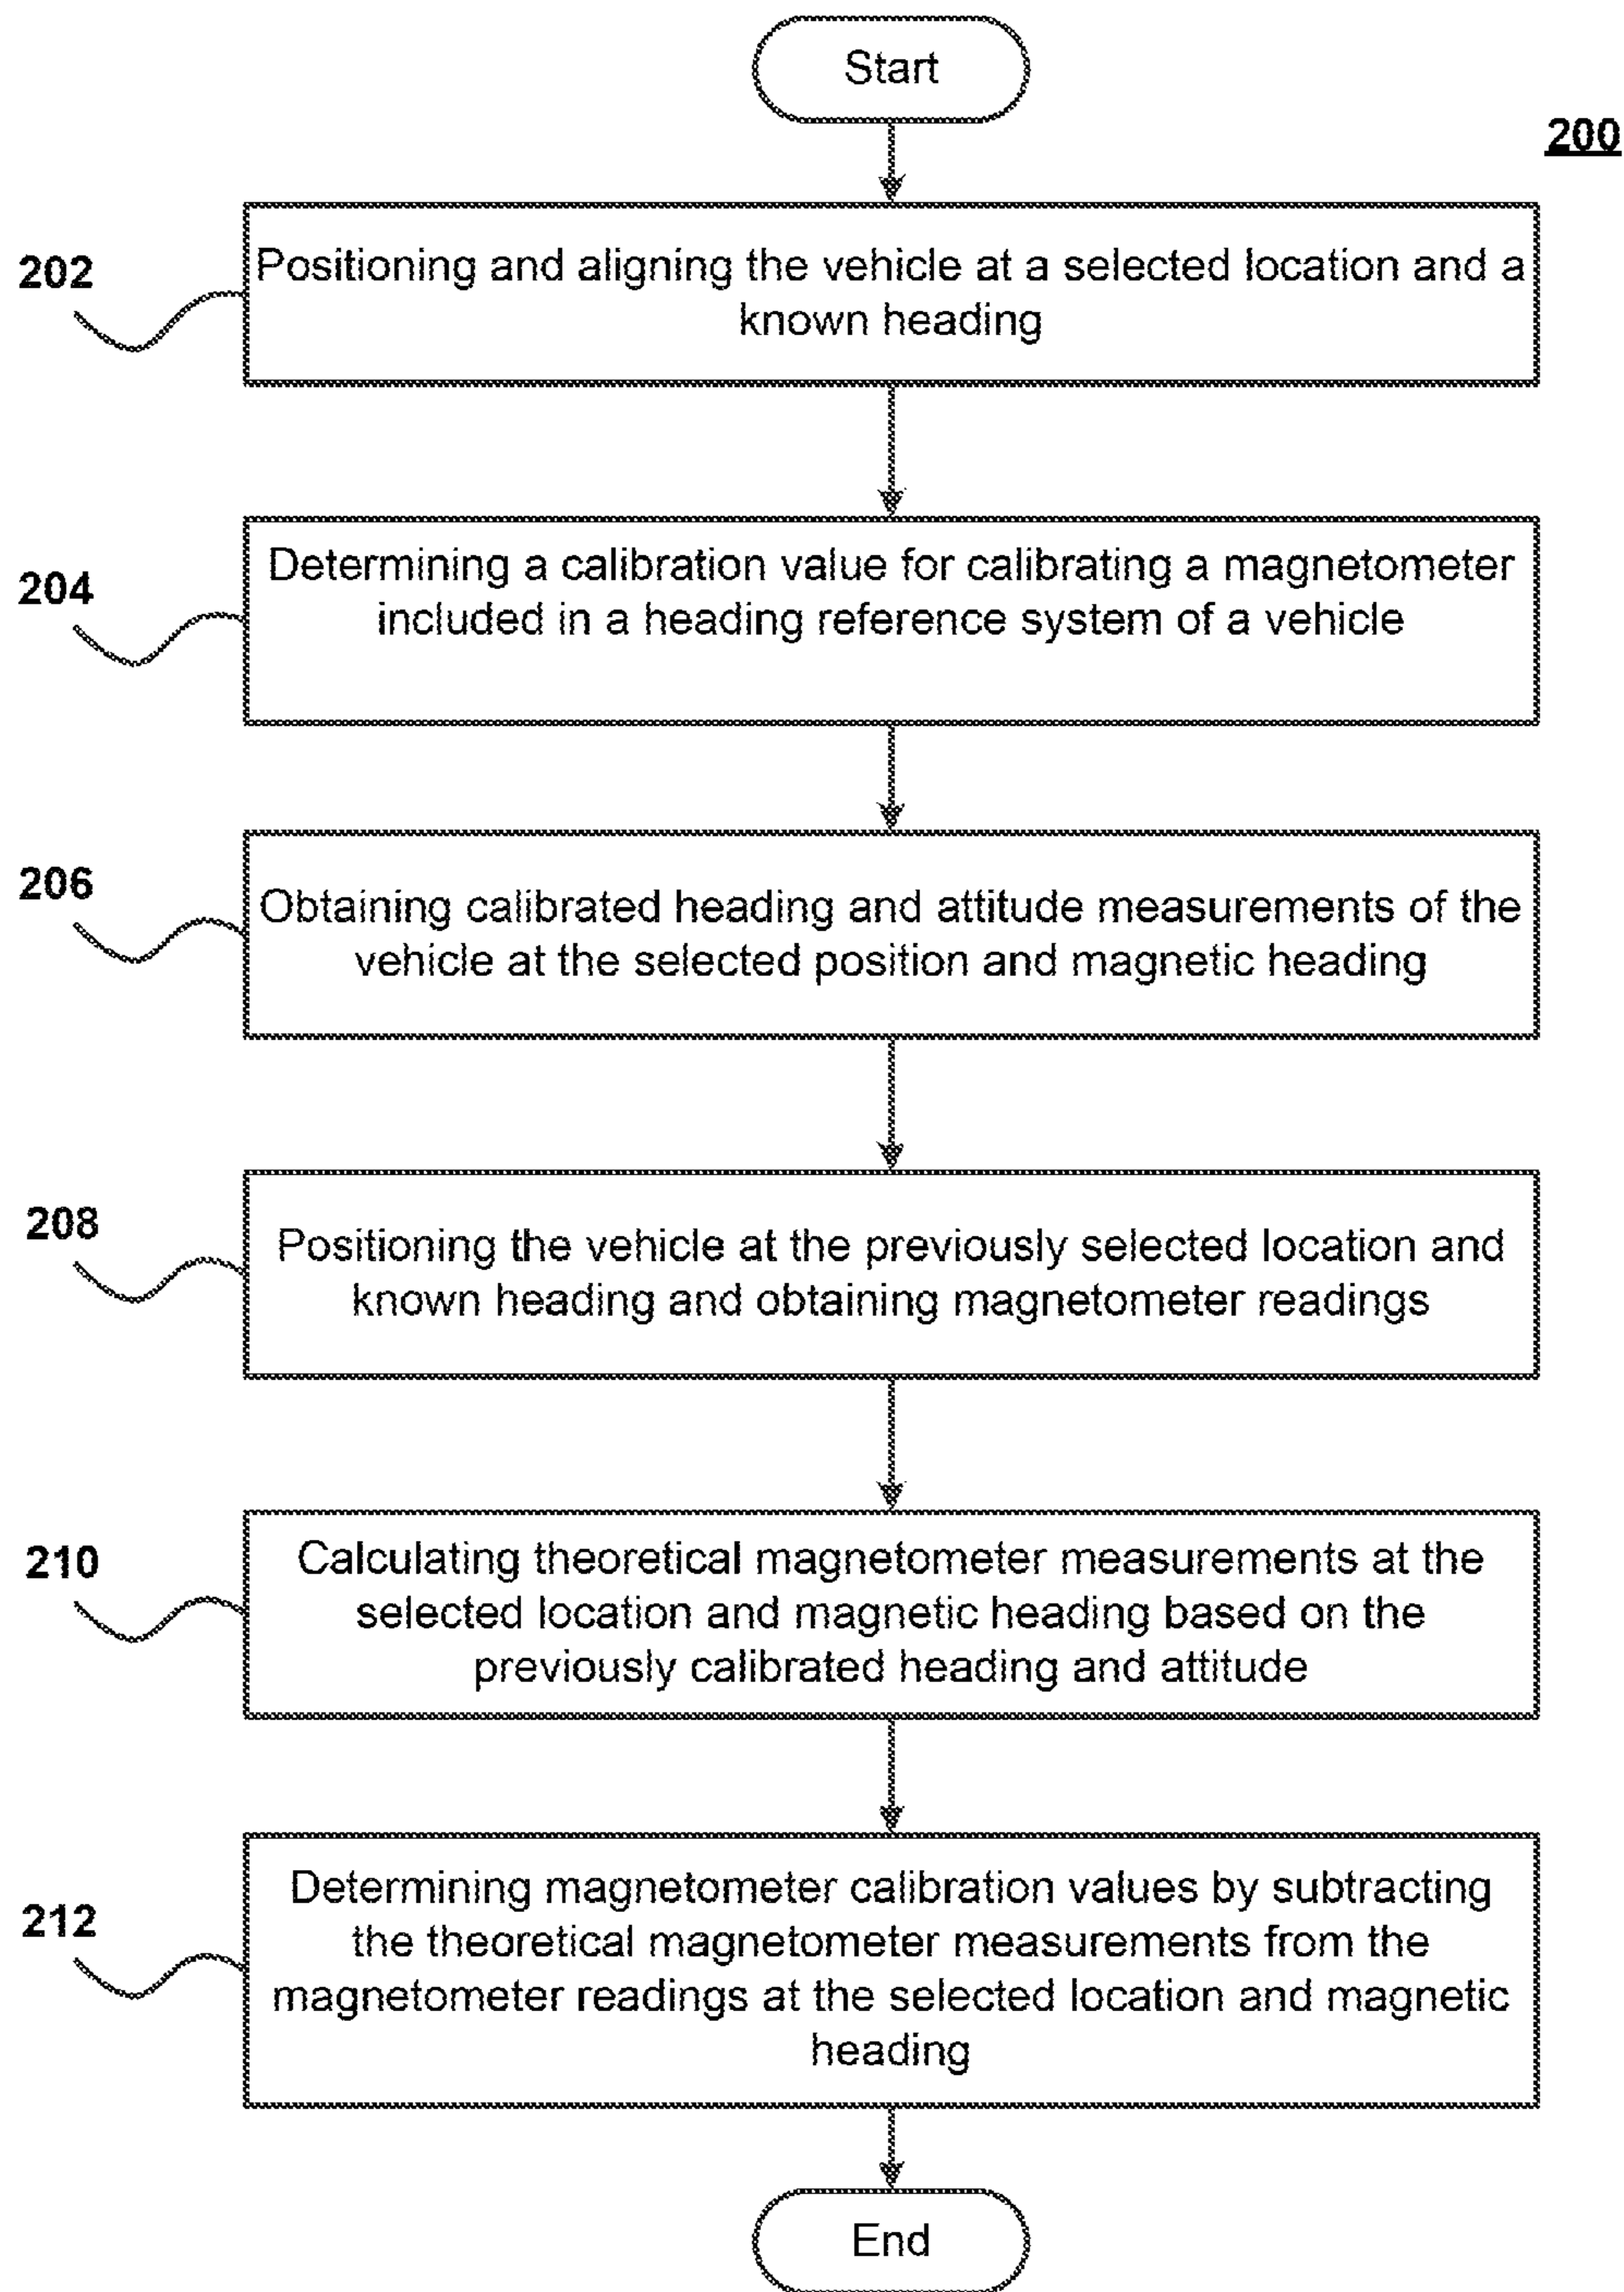 Start
200
202
Positioning and aligning the vehicle at a selected location and a
known heading
204
Determining a calibration value for calibrating a magnetometer
included in a heading reference system of a vehicle
206
Obtaining calibrated heading and attitude measurements of the
vehicle at the selected position and magnetic heading
208
Positioning the vehicle at the previously selected location and
known heading and obtaining magnetometer readings
210
Calculating theoretical magnetometer measurements at the
selected location and magnetic heading based on the
previously calibrated heading and attitude
212
Determining magnetometer calibration values by subtracting
the theoretical magnetometer measurements from the
magnetometer readings at the selected location and magnetic
heading
End